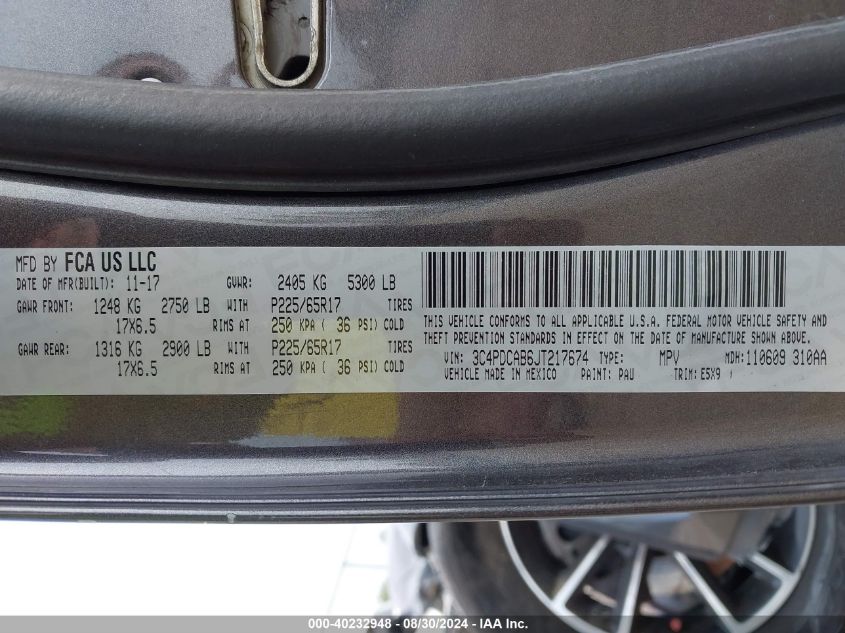 MFD BY FCA US LLC
DATE OF MFR(BUILT): 11-17 GVWR: 2405 KG 5300 LB
GAWR FRONT: 1248 KG 2750 LB WITH P225/65R17 TIRES
17X6.5 RIMS AT 250 KPA ( 36 PSI) COLD
GAWR REAR: 1316 KG 2900 LB WITH P225/65R17 TIRES
17X6.5 RIMS AT 250 KPA ( 36 PSI) COLD
THIS VEHICLE CONFORMS TO ALL APPLICABLE U.S.A. FEDERAL MOTOR VEHICLE SAFETY AND
THEFT PREVENTION STANDARDS IN EFFECT ON THE DATE OF MANUFACTURE SHOWN ABOVE.
VIN: 3C4PDCAB6JT217674 TYPE: MPV MDH: 110609 310AA
VEHICLE MADE IN MEXICO PAINT: PAU TRIM: E5X9
000-40232948 - 08/30/2024 - IAAI.com